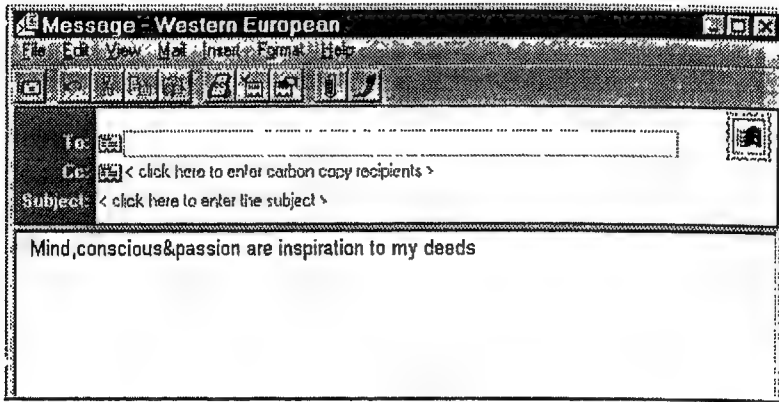 Message - Western European
File Edit View Mail Insert Format Help
To:
Cc: < click here to enter carbon copy recipients >
Subject: < click here to enter the subject >
Mind,conscious&passion are inspiration to my deeds